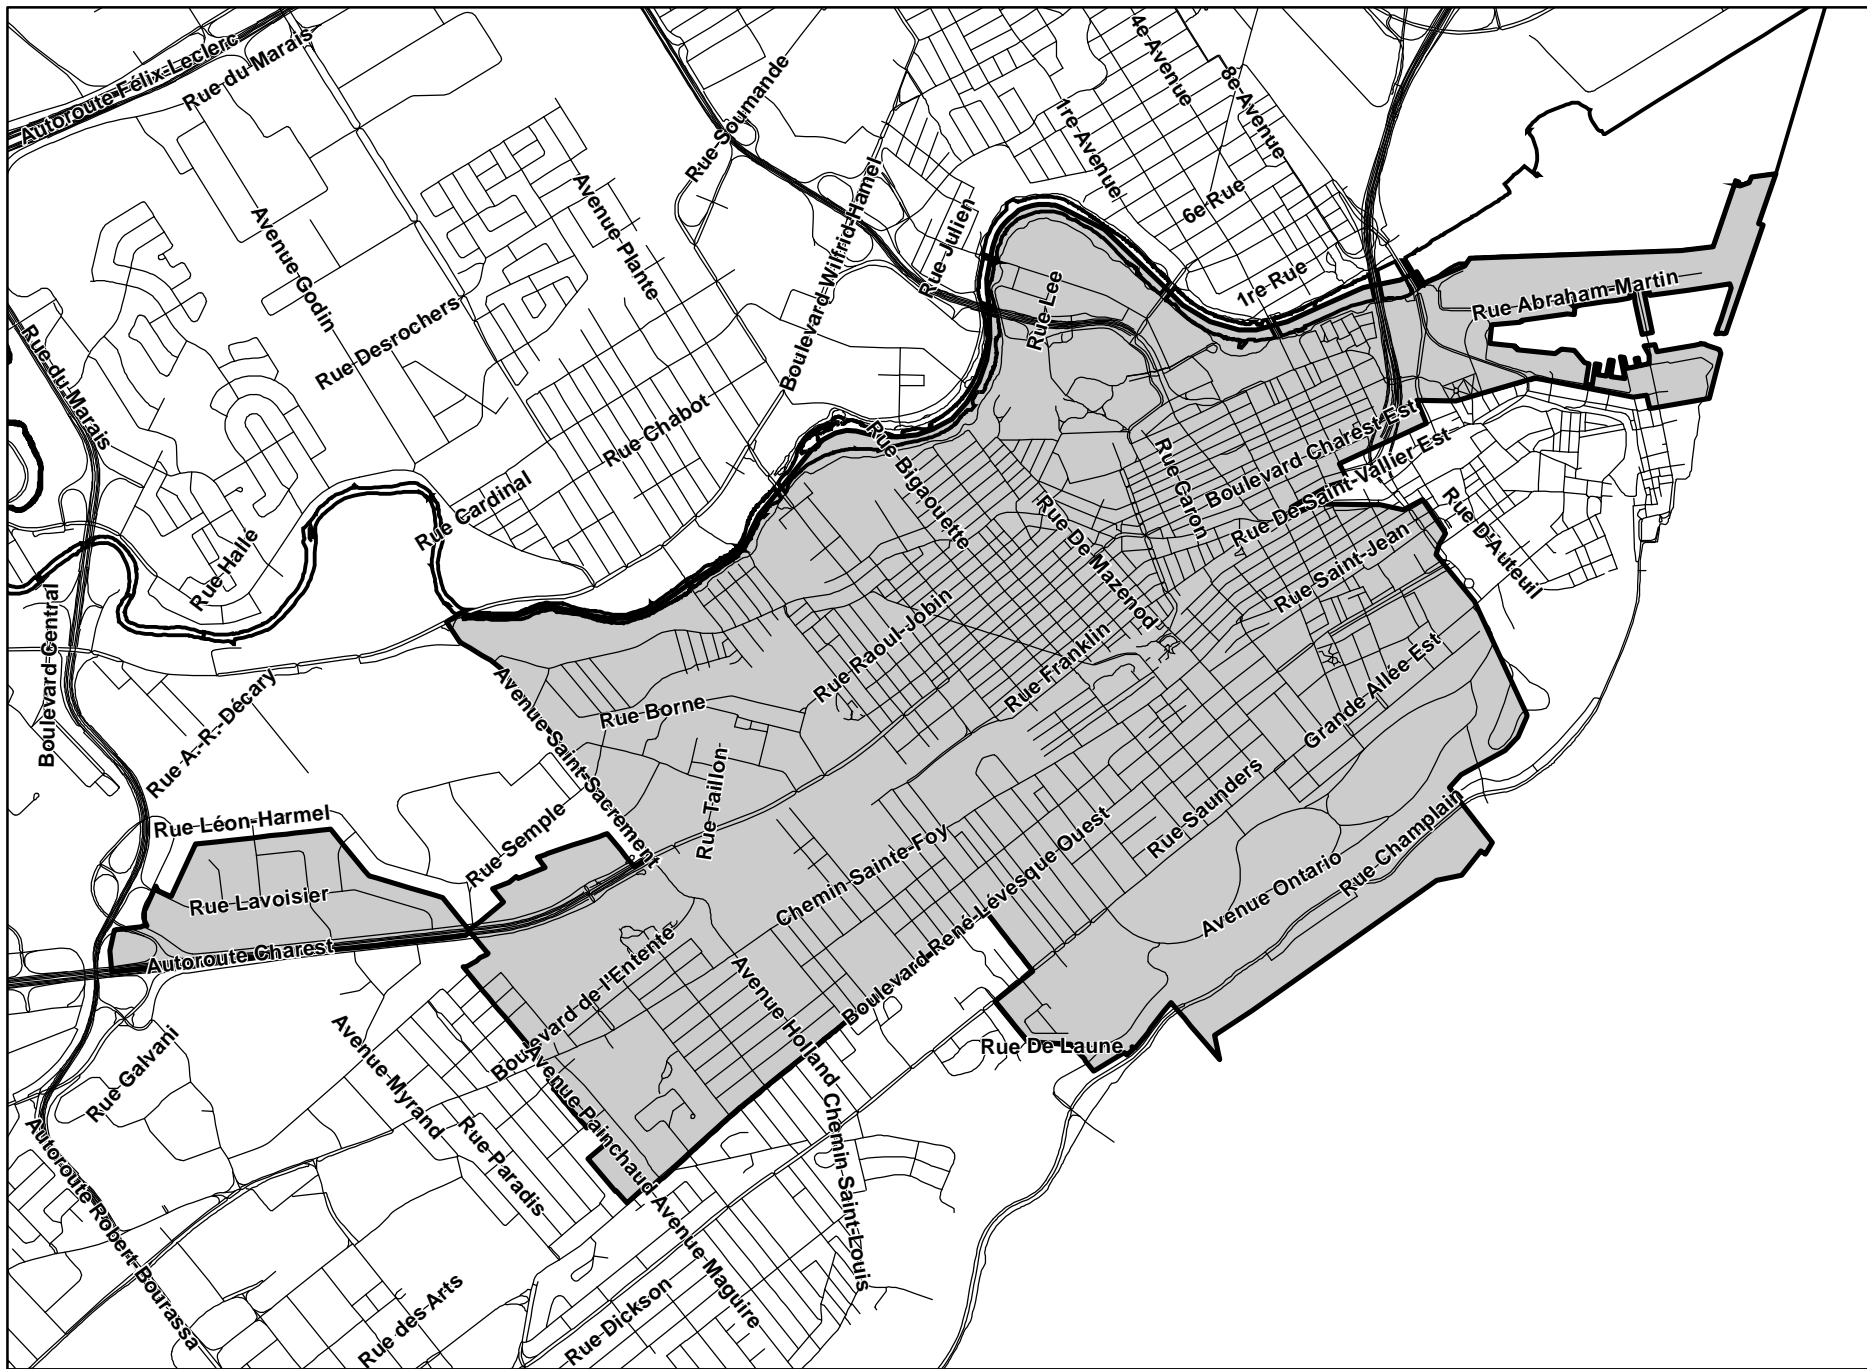 Autoroute Félix-Leclerc
Rue du Marais
4e Avenue
8e Avenue
Rue Soumande
1re Avenue
Avenue Plante
6e Rue
Boulevard Wilfrid-Hamel
Avenue Godin
Rue Julien
1re Rue
Rue Lee
Rue Abraham-Martin
Rue Desrochers
Rue du Marais
Rue Chabot
Rue Bigaouette
Rue Caron
Boulevard Charest Est
Rue De Saint-Vallier Est
Rue Cardinal
Rue De Mazenod
Rue D'Auteuil
Rue Hallé
Rue Saint-Jean
Boulevard Central
Rue Raoul-Jobin
Rue Franklin
Grande Allée Est
Rue A.-R.-Décary
Avenue Saint-Sacrement
Rue Borne
Rue Taillon
Rue Saunders
Rue Champlain
Rue Léon-Harmel
Rue Semple
Chemin Sainte-Foy
Boulevard René-Lévesque Ouest
Avenue Ontario
Rue Lavoisier
Autoroute Charest
Boulevard de l'Entente
Avenue Holland
Rue De Laune
Rue Galvani
Avenue Myrand
Avenue Painchaud
Rue Paradis
Chemin Saint-Louis
Autoroute Robert-Bourassa
Avenue Maguire
Rue des Arts
Rue Dickson